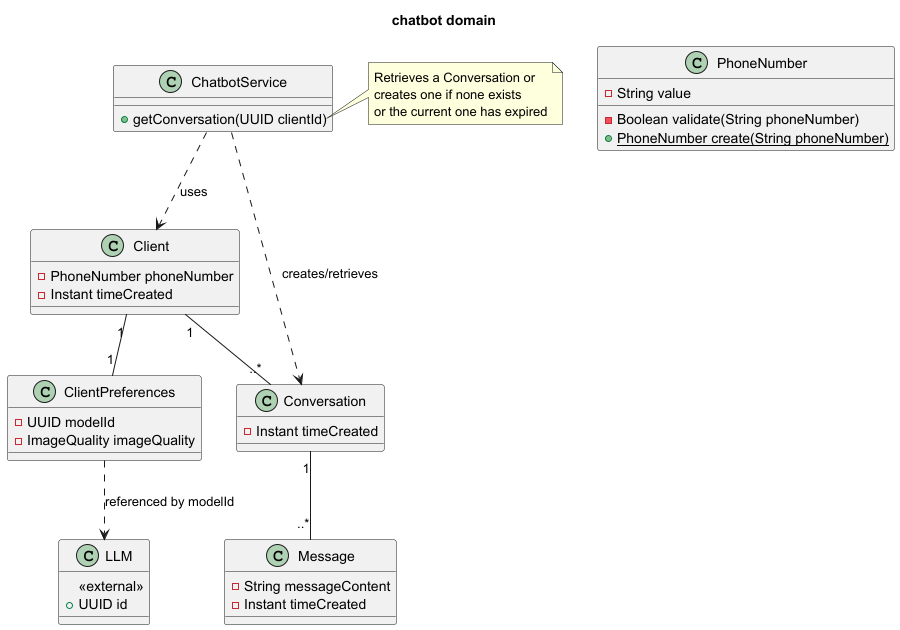 chatbot domain
C ChatbotService
getConversation(UUID clientId)
Retrieves a Conversation or
creates one if none exists
or the current one has expired
C PhoneNumber
String value
Boolean validate(String phoneNumber)
PhoneNumber create(String phoneNumber)
uses
creates/retrieves
C Client
PhoneNumber phoneNumber
Instant timeCreated
1
1
1
..*
C ClientPreferences
UUID modelId
ImageQuality imageQuality
C Conversation
Instant timeCreated
referenced by modelId
1
..*
C LLM
«external»
UUID id
C Message
String messageContent
Instant timeCreated